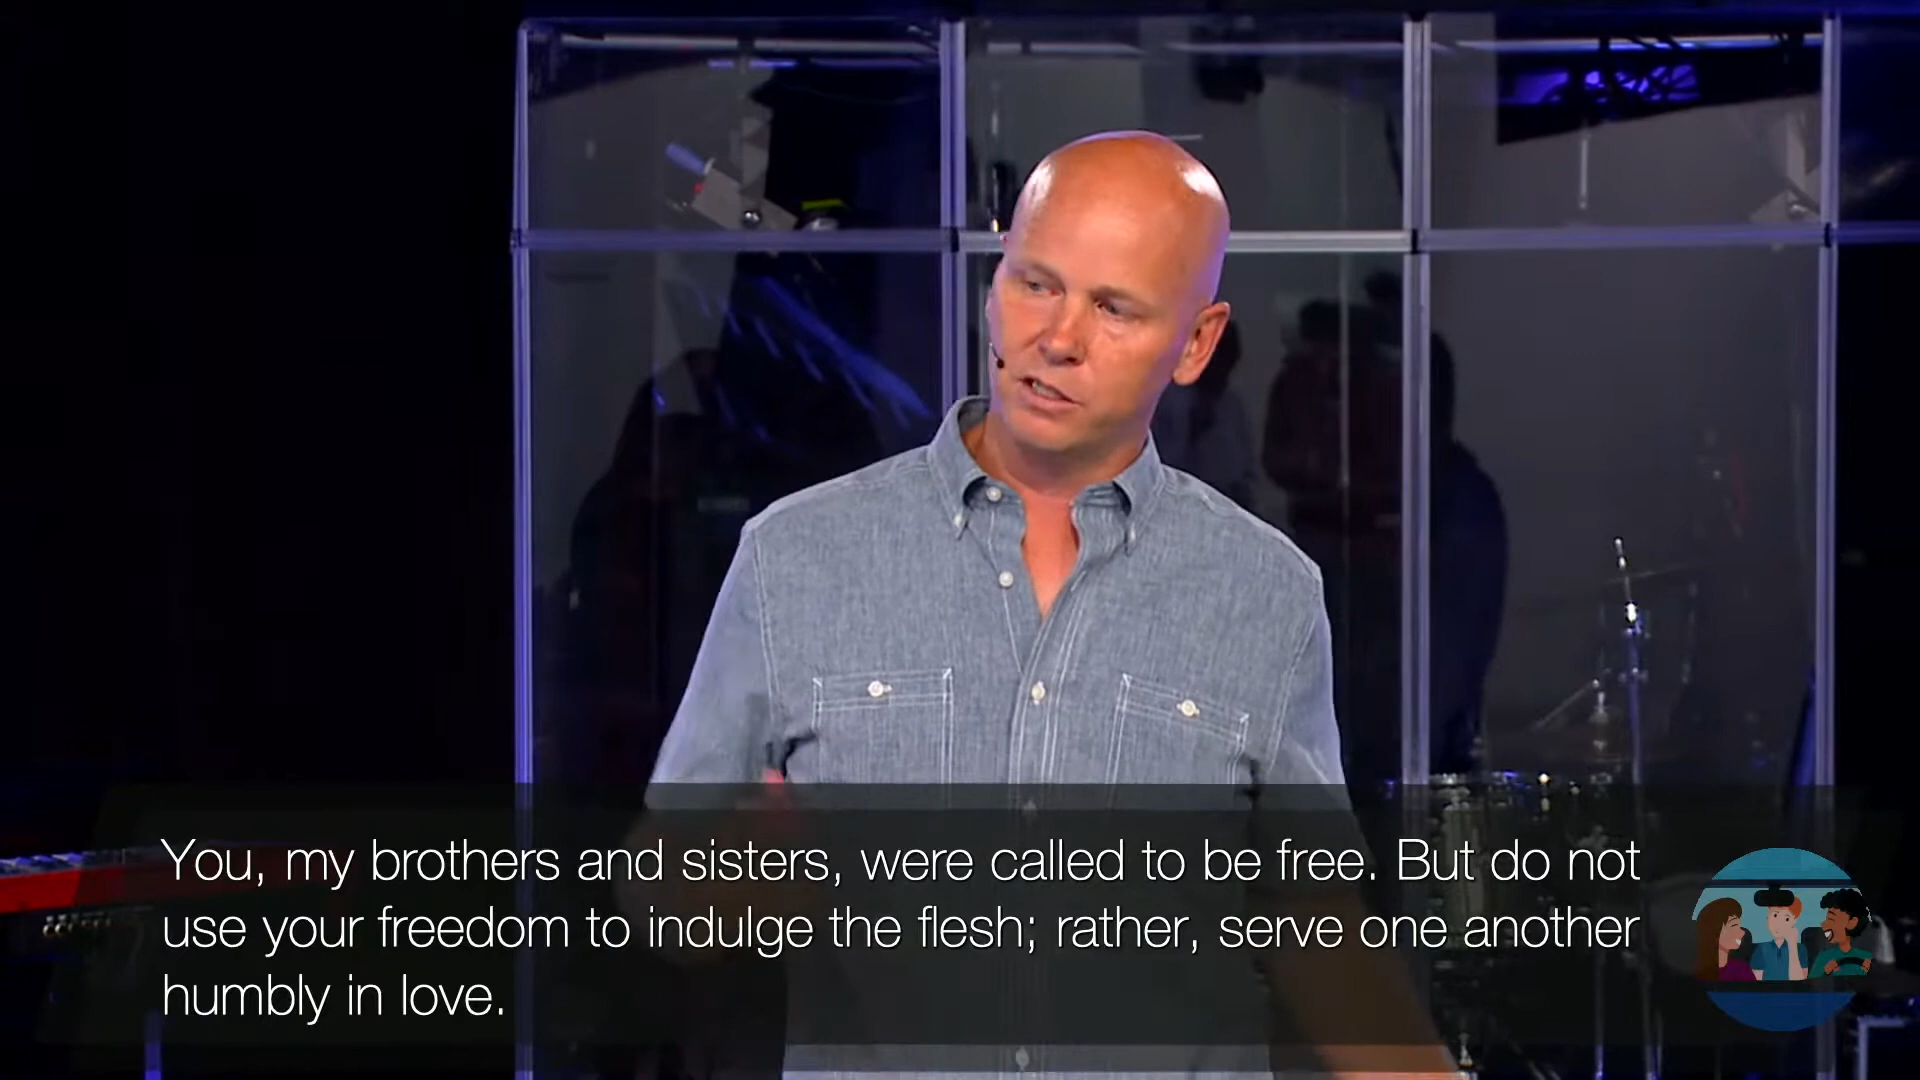 You, my brothers and sisters, were called to be free. But do not
use your freedom to indulge the flesh; rather, serve one another
humbly in love.